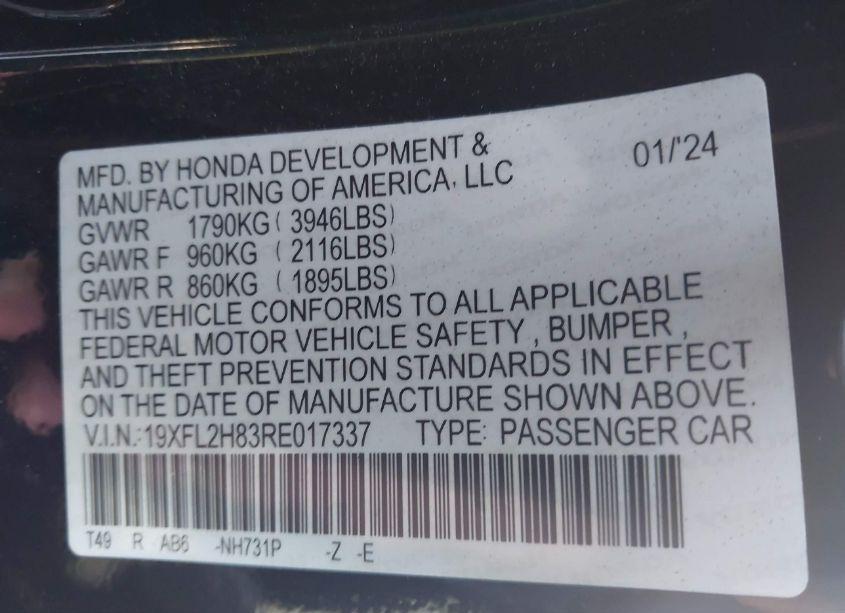 MFD. BY HONDA DEVELOPMENT & 01/'24
MANUFACTURING OF AMERICA, LLC
GVWR 1790KG ( 3946LBS)
GAWR F 960KG ( 2116LBS)
GAWR R 860KG ( 1895LBS)
THIS VEHICLE CONFORMS TO ALL APPLICABLE
FEDERAL MOTOR VEHICLE SAFETY , BUMPER ,
AND THEFT PREVENTION STANDARDS IN EFFECT
ON THE DATE OF MANUFACTURE SHOWN ABOVE.
V.I.N.:19XFL2H83RE017337 TYPE: PASSENGER CAR
T49 R AB6 -NH731P -Z -E